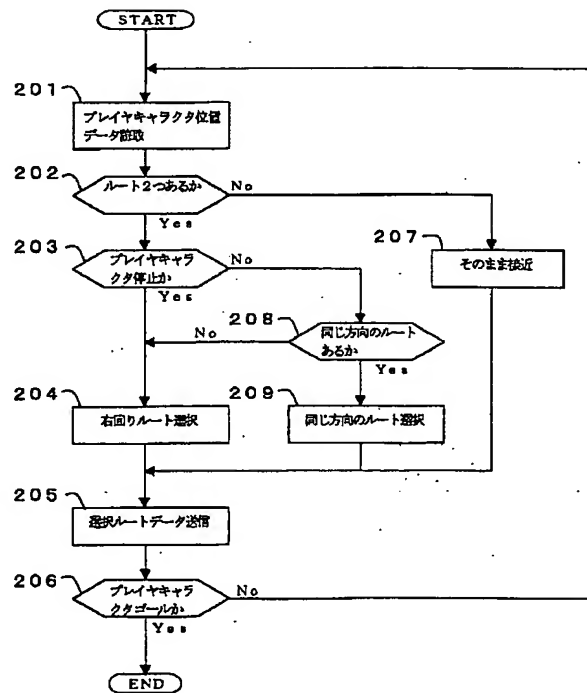 START
201
プレイヤキャラクタ位置
データ読取
202
ルート2つあるか
No
Yes
203
プレイヤキャラ
クタ停止か
No
Yes
207
そのまま接近
208
同じ方向のルート
あるか
No
Yes
204
右回りルート選択
209
同じ方向のルート選択
205
選択ルートデータ送信
206
プレイヤキャラ
クタゴールか
No
Yes
END